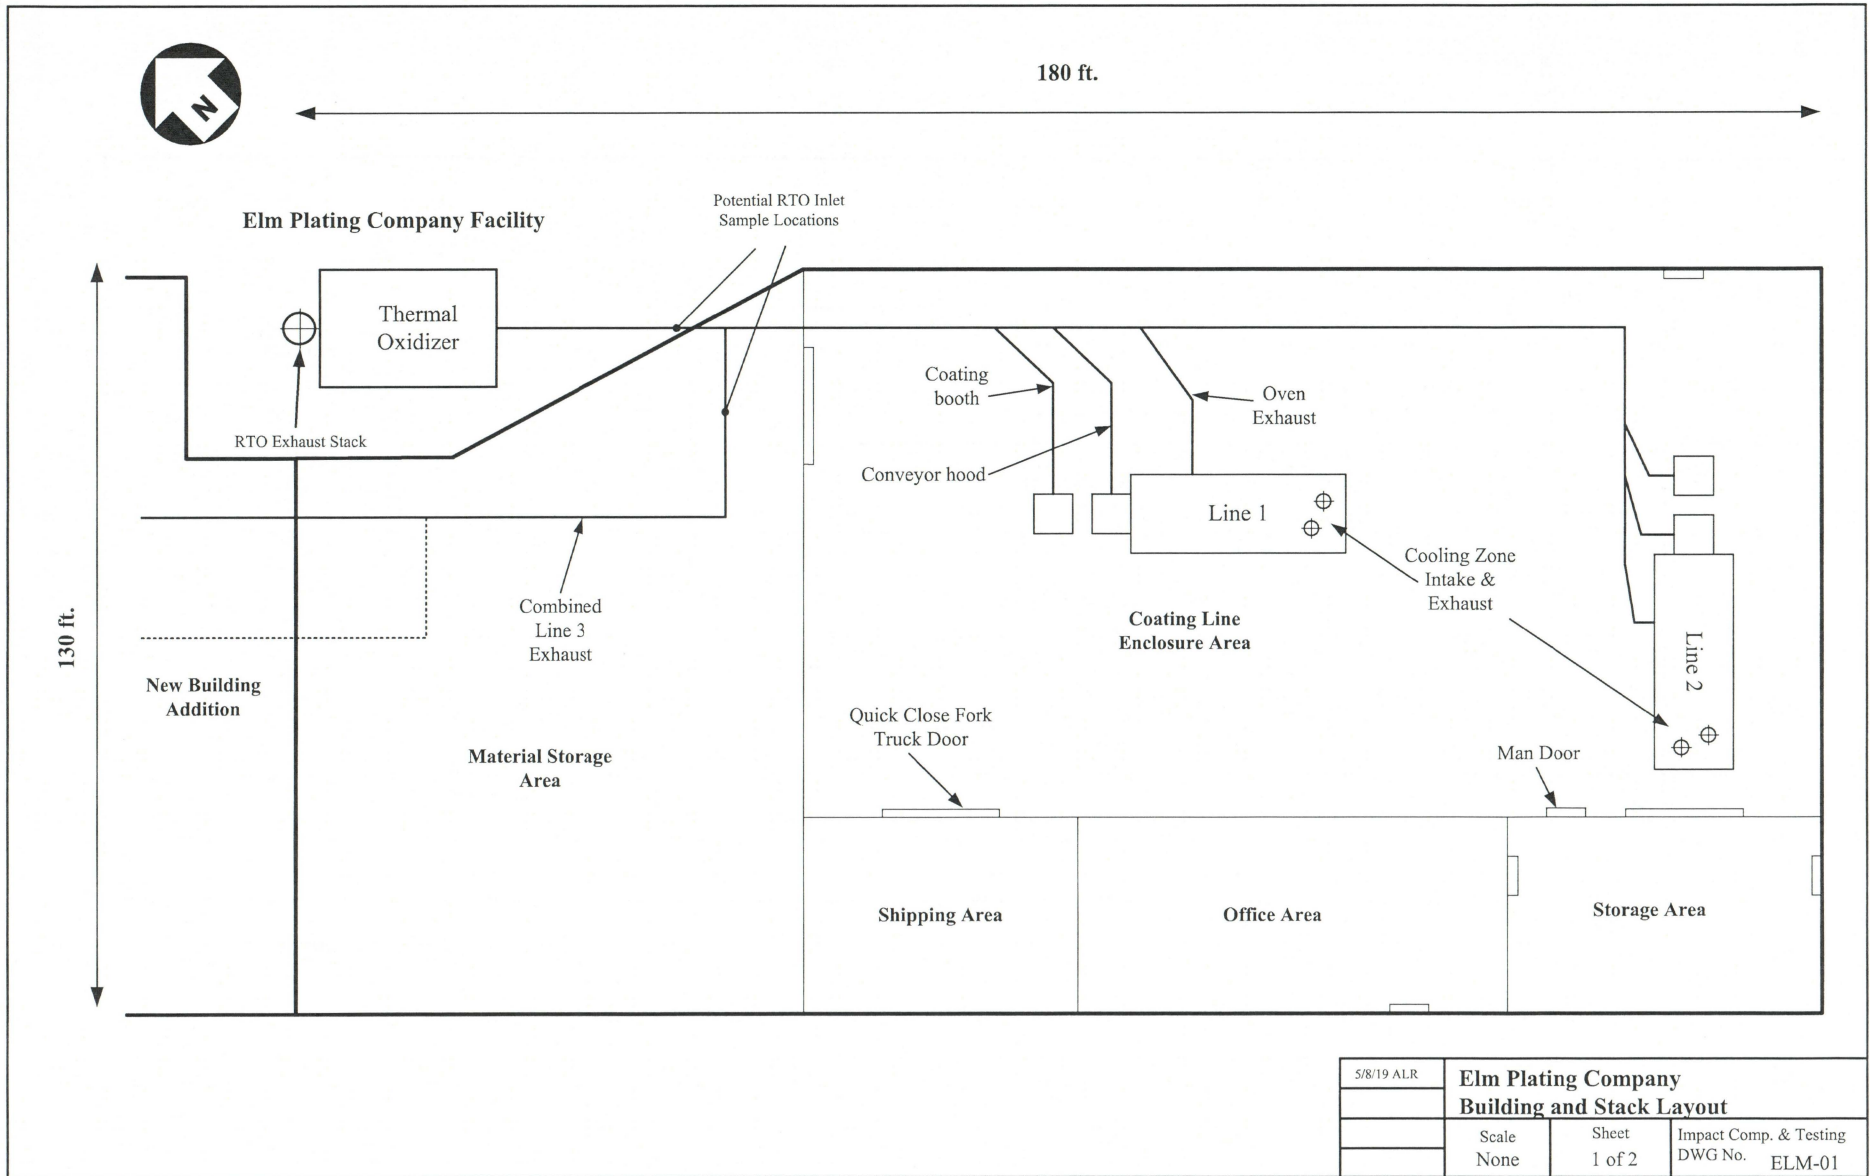 180 ft.
N
Elm Plating Company Facility
Potential RTO Inlet
Sample Locations
Thermal
Oxidizer
RTO Exhaust Stack
Coating
booth
Oven
Exhaust
Conveyor hood
Line 1
Cooling Zone
Intake &
Exhaust
Combined
Line 3
Exhaust
Coating Line
Enclosure Area
130 ft.
Line 2
New Building
Addition
Quick Close Fork
Truck Door
Material Storage
Area
Man Door
Shipping Area
Office Area
Storage Area
5/8/19 ALR
Elm Plating Company
Building and Stack Layout
Scale
None
Sheet
1 of 2
Impact Comp. & Testing
DWG No. ELM-01